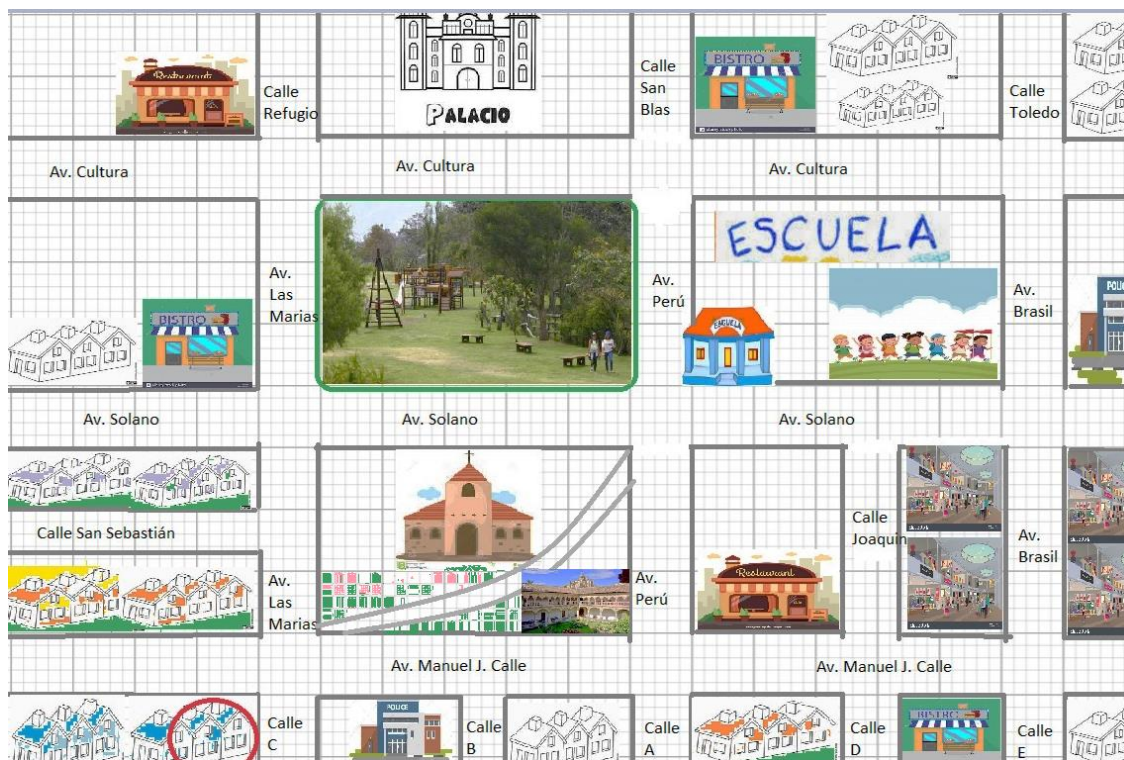 Restaurant
PALACIO
BISTRO
Calle
Refugio
Calle
San
Blas
Calle
Toledo
Av. Cultura
Av. Cultura
Av. Cultura
ESCUELA
Av.
Las
Marias
Av.
Perú
Av.
Brasil
BISTRO
ESCUELA
Av. Solano
Av. Solano
Av. Solano
Calle San Sebastián
Calle
Joaquin
Av.
Brasil
Restaurant
Av.
Las
Marias
Av.
Perú
Av. Manuel J. Calle
Av. Manuel J. Calle
Calle
C
POLICE
Calle
B
Calle
A
Calle
D
BISTRO
Calle
E